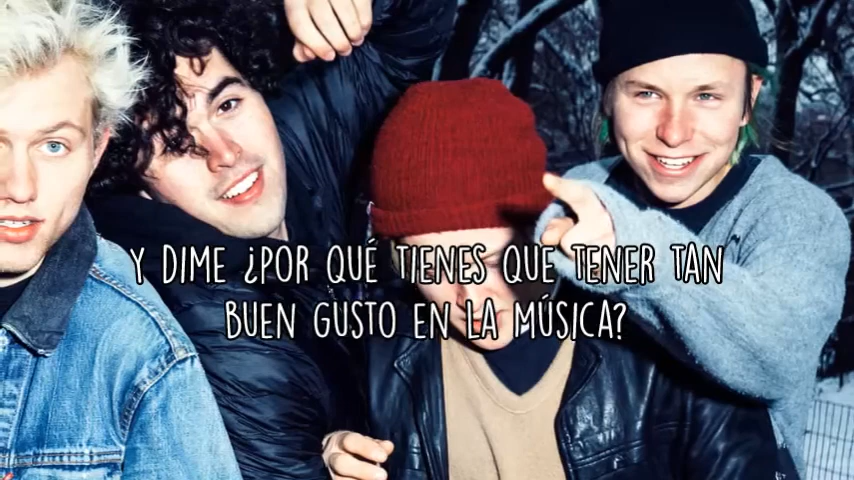 Y DIME ¿POR QUÉ TIENES QUE TENER TAN
BUEN GUSTO EN LA MÚSICA?